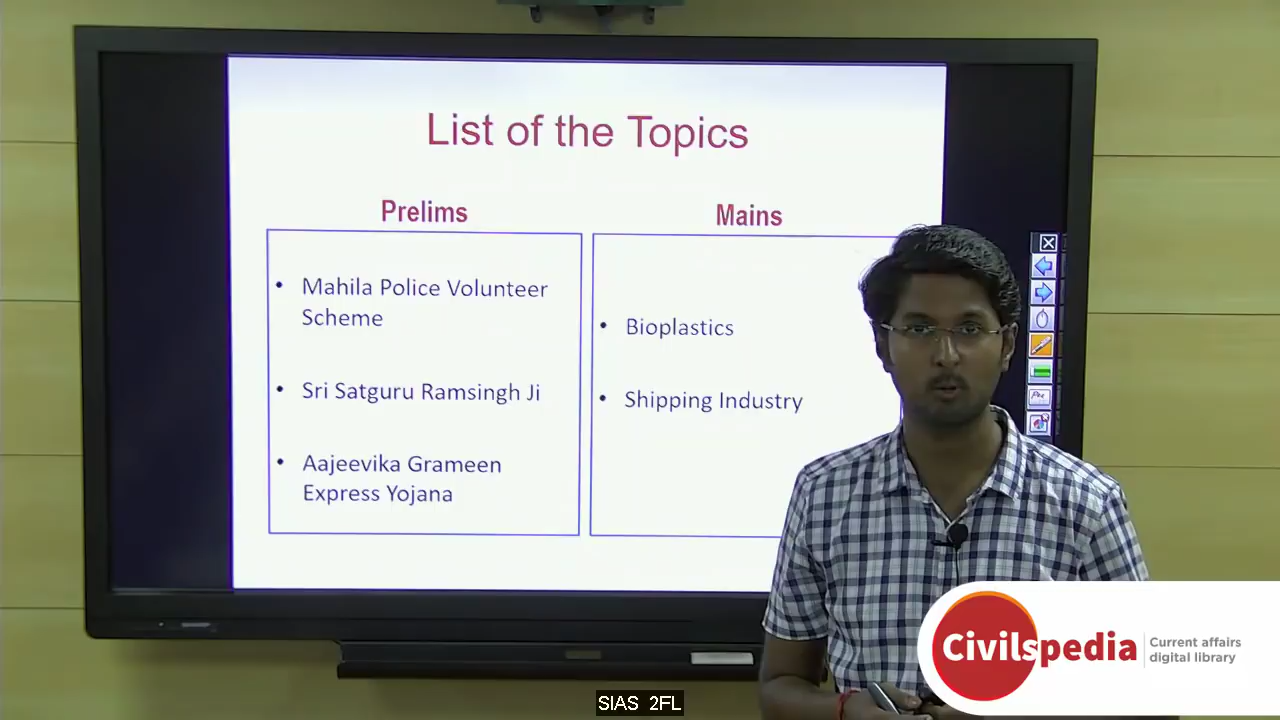 List of the Topics
Prelims
Mains
• Mahila Police Volunteer
Scheme
• Sri Satguru Ramsingh Ji
• Aajeevika Grameen
Express Yojana
• Bioplastics
• Shipping Industry
Civilspedia
Current affairs
digital library
SIAS 2FL